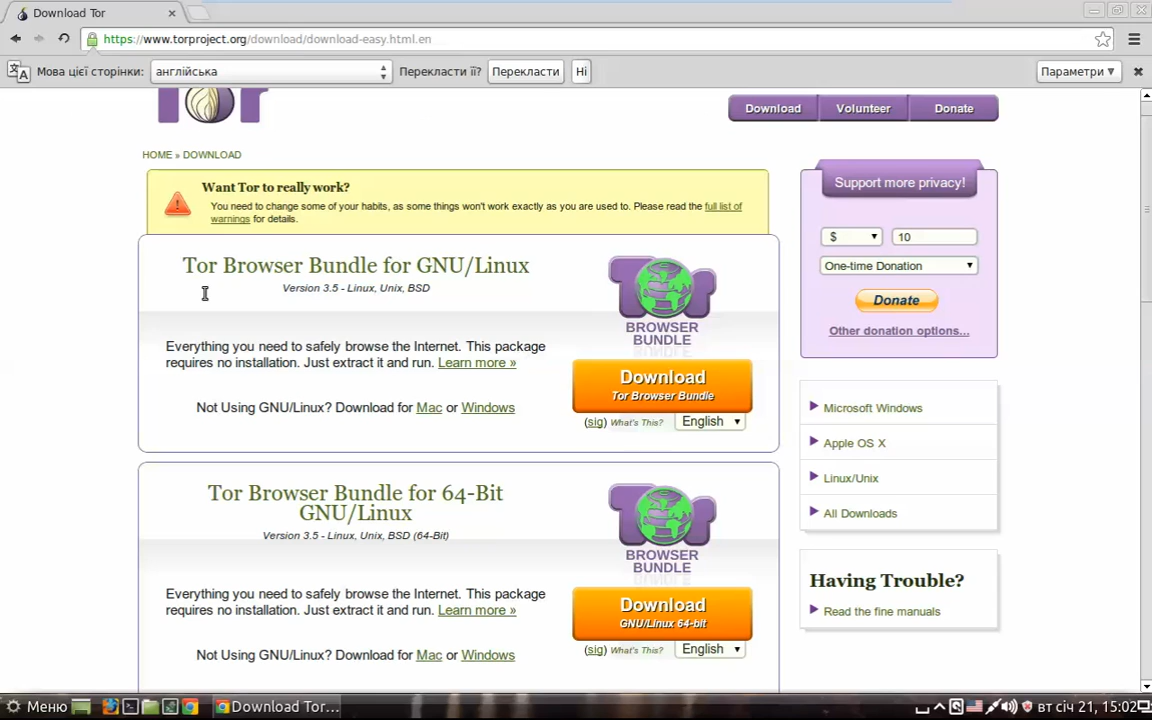 Download Tor
https://www.torproject.org/download/download-easy.html.en
Мова цієї сторінки: англійська Перекласти її? Перекласти Ні Параметри
Tor
Download Volunteer Donate
HOME » DOWNLOAD
Want Tor to really work?
You need to change some of your habits, as some things won't work exactly as you are used to. Please read the full list of
warnings for details.
Tor Browser Bundle for GNU/Linux
Version 3.5 - Linux, Unix, BSD
Everything you need to safely browse the Internet. This package
requires no installation. Just extract it and run. Learn more »
Not Using GNU/Linux? Download for Mac or Windows
Tor
BROWSER
BUNDLE
Download
Tor Browser Bundle
(sig) What's This? English
Tor Browser Bundle for 64-Bit
GNU/Linux
Version 3.5 - Linux, Unix, BSD (64-Bit)
Everything you need to safely browse the Internet. This package
requires no installation. Just extract it and run. Learn more »
Not Using GNU/Linux? Download for Mac or Windows
Tor
BROWSER
BUNDLE
Download
GNU/Linux 64-bit
(sig) What's This? English
Support more privacy!
$ 10
One-time Donation
Donate
Other donation options...
Microsoft Windows
Apple OS X
Linux/Unix
All Downloads
Having Trouble?
Read the fine manuals
Меню Download Tor... вт січ 21, 15:02